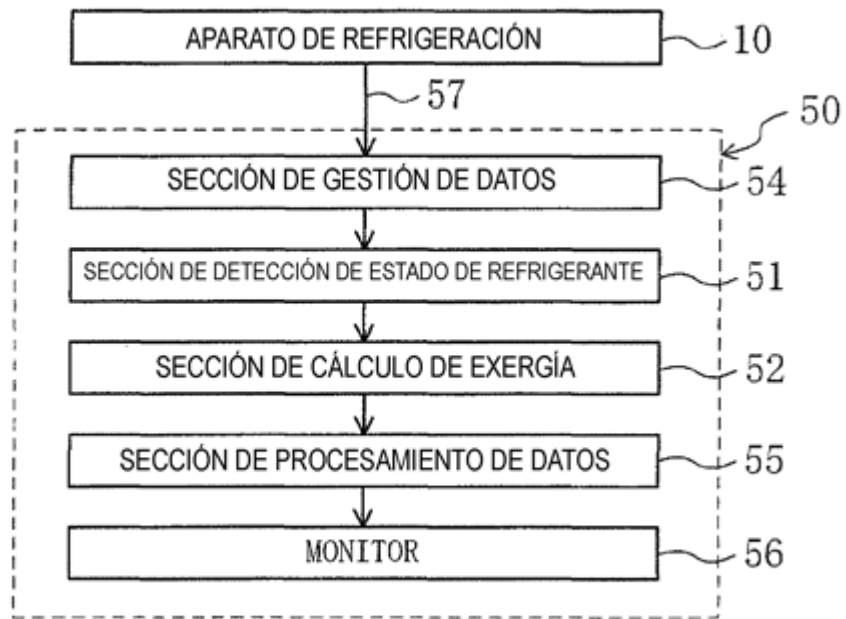 APARATO DE REFRIGERACIÓN 10
57
50
SECCIÓN DE GESTIÓN DE DATOS 54
SECCIÓN DE DETECCIÓN DE ESTADO DE REFRIGERANTE 51
SECCIÓN DE CÁLCULO DE EXERGÍA 52
SECCIÓN DE PROCESAMIENTO DE DATOS 55
MONITOR 56